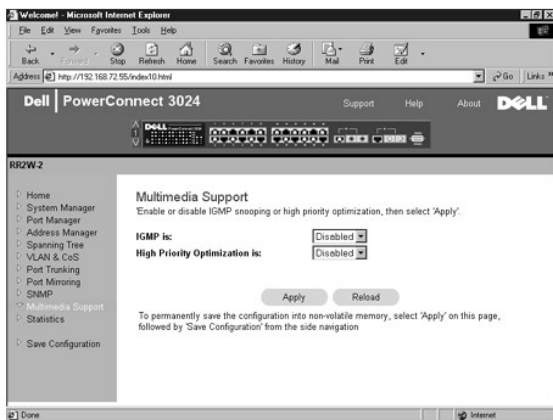 Welcome! - Microsoft Internet Explorer
File Edit View Favorites Tools Help
Back Forward Stop Refresh Home Search Favorites History Mail Print Edit
Address http://192.168.72.55/index10.html Go Links »
Dell | PowerConnect 3024 Support Help About DELL
DELL
RR2W-2
Home
System Manager
Port Manager
Address Manager
Spanning Tree
VLAN & CoS
Port Trunking
Port Mirroring
SNMP
Multimedia Support
Statistics
Save Configuration
Multimedia Support
'Enable or disable IGMP snooping or high priority optimization, then select 'Apply'.
IGMP is: Disabled
High Priority Optimization is: Disabled
Apply Reload
To permanently save the configuration into non-volatile memory, select 'Apply' on this page,
followed by 'Save Configuration' from the side navigation
Done Internet